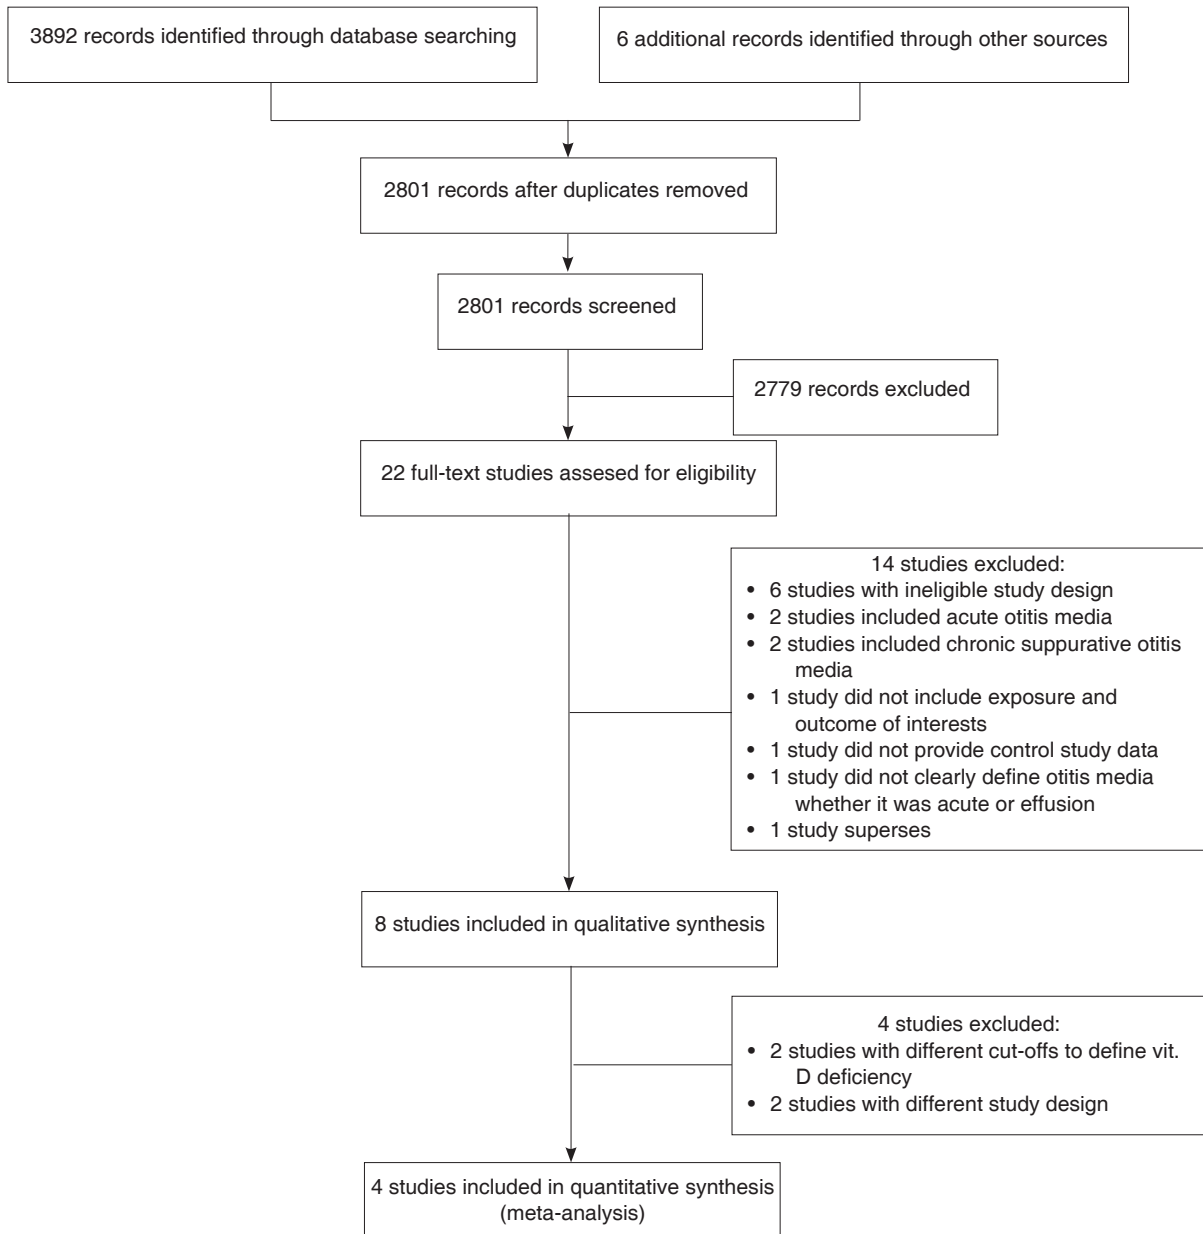 3892 records identified through database searching
6 additional records identified through other sources
2801 records after duplicates removed
2801 records screened
2779 records excluded
22 full-text studies assesed for eligibility
14 studies excluded:
• 6 studies with ineligible study design
• 2 studies included acute otitis media
• 2 studies included chronic suppurative otitis
media
• 1 study did not include exposure and
outcome of interests
• 1 study did not provide control study data
• 1 study did not clearly define otitis media
whether it was acute or effusion
• 1 study superses
8 studies included in qualitative synthesis
4 studies excluded:
• 2 studies with different cut-offs to define vit.
D deficiency
• 2 studies with different study design
4 studies included in quantitative synthesis
(meta-analysis)